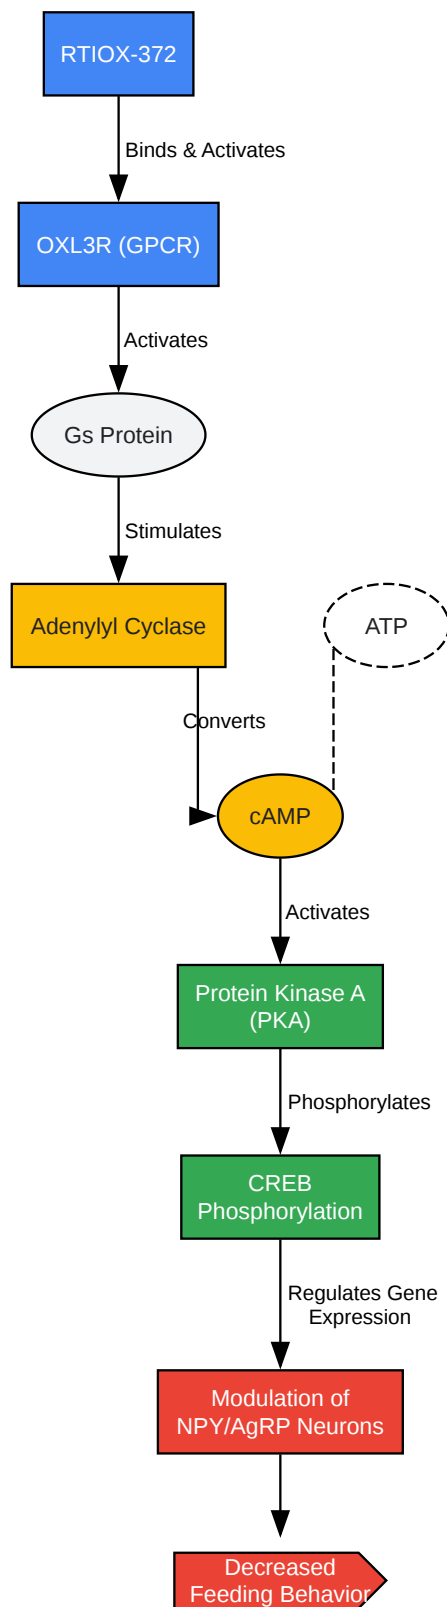 RTIOX-372
Binds & Activates
OXL3R (GPCR)
Activates
Gs Protein
Stimulates
Adenylyl Cyclase
ATP
Converts
cAMP
Activates
Protein Kinase A
(PKA)
Phosphorylates
CREB
Phosphorylation
Regulates Gene
Expression
Modulation of
NPY/AgRP Neurons
Decreased
Feeding Behavior